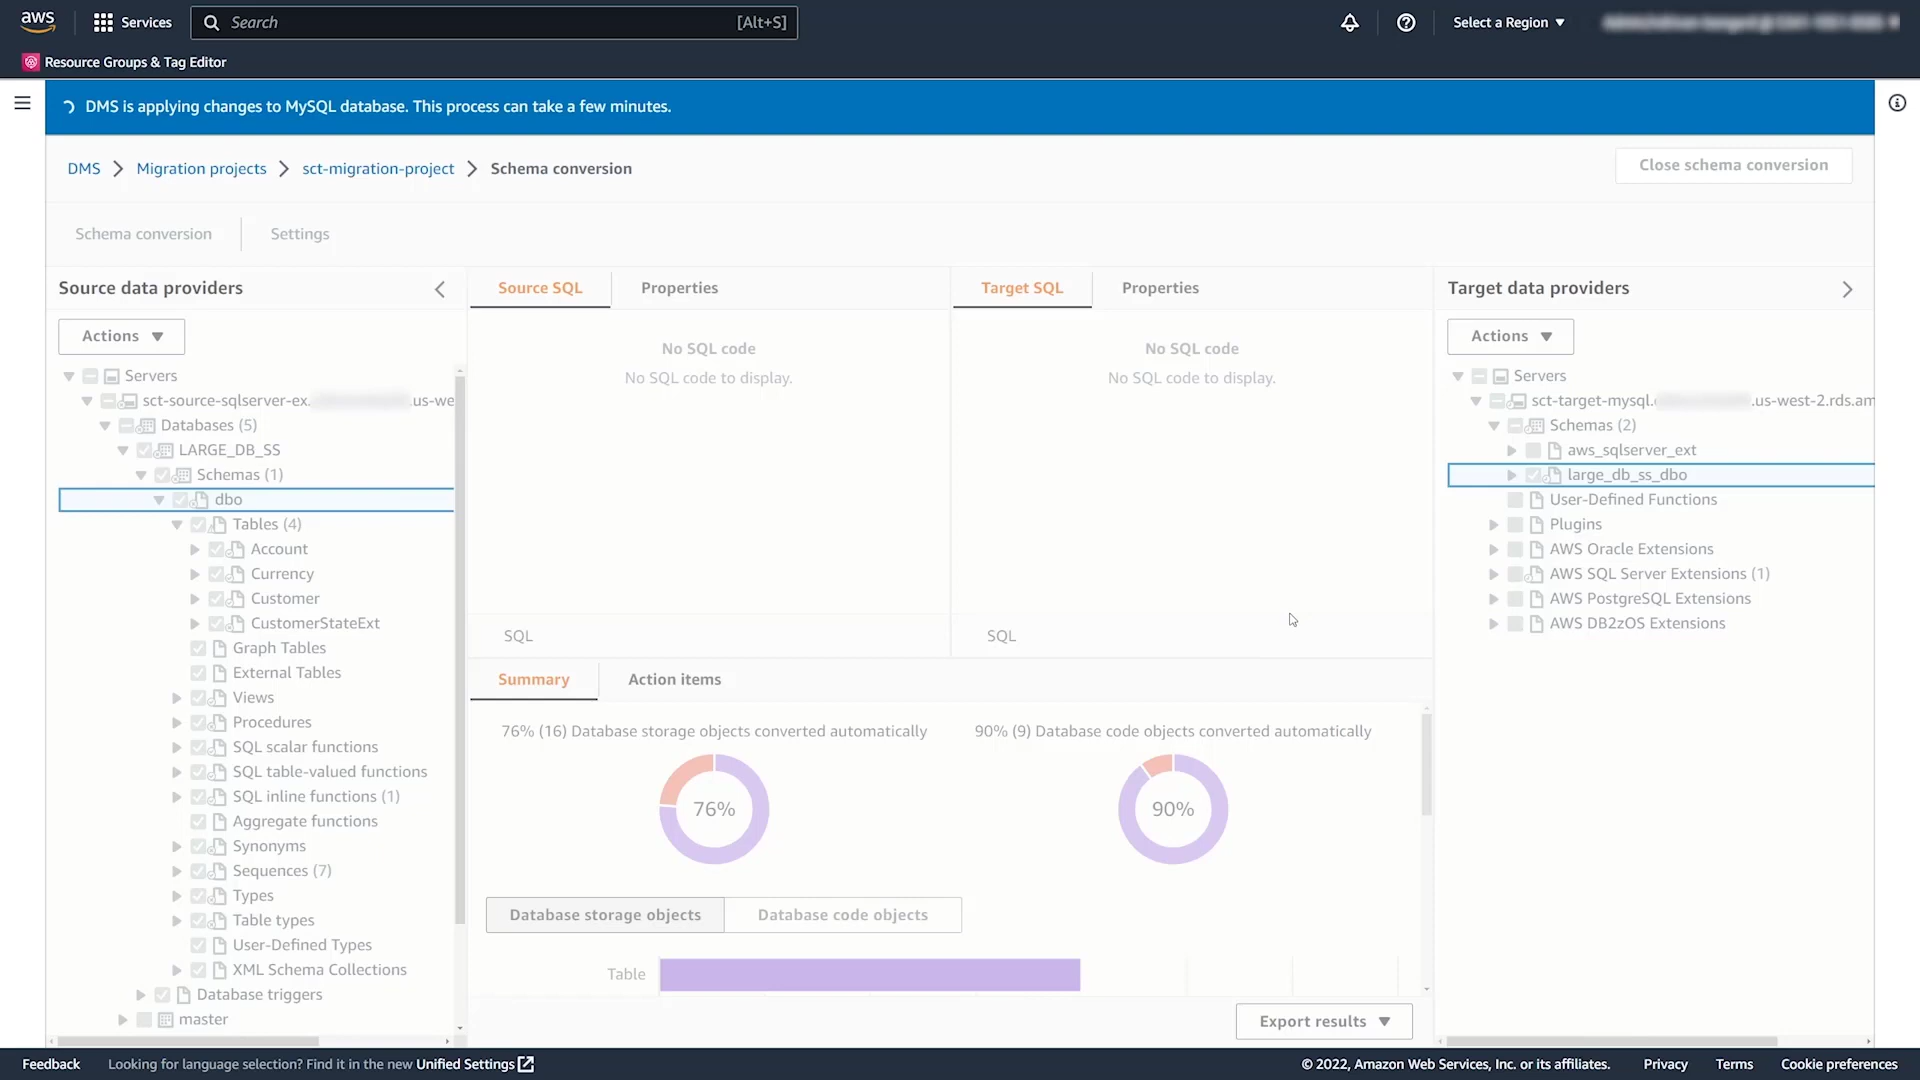 aws
Services
Search
[Alt+S]
Select a Region
Resource Groups & Tag Editor
DMS is applying changes to MySQL database. This process can take a few minutes.
DMS
Migration projects
sct-migration-project
Schema conversion
Close schema conversion
Schema conversion
Settings
Source data providers
Actions
Servers
sct-source-sqlserver-ex. .us-we
Databases (5)
LARGE_DB_SS
Schemas (1)
dbo
Tables (4)
Account
Currency
Customer
CustomerStateExt
Graph Tables
External Tables
Views
Procedures
SQL scalar functions
SQL table-valued functions
SQL inline functions (1)
Aggregate functions
Synonyms
Sequences (7)
Types
Table types
User-Defined Types
XML Schema Collections
Database triggers
master
Source SQL
Properties
No SQL code
No SQL code to display.
SQL
Target SQL
Properties
No SQL code
No SQL code to display.
SQL
Summary
Action items
76% (16) Database storage objects converted automatically
76%
90% (9) Database code objects converted automatically
90%
Database storage objects
Database code objects
Table
Export results
Target data providers
Actions
Servers
sct-target-mysql. .us-west-2.rds.am
Schemas (2)
aws_sqlserver_ext
large_db_ss_dbo
User-Defined Functions
Plugins
AWS Oracle Extensions
AWS SQL Server Extensions (1)
AWS PostgreSQL Extensions
AWS DB2zOS Extensions
Feedback
Looking for language selection? Find it in the new Unified Settings
© 2022, Amazon Web Services, Inc. or its affiliates.
Privacy
Terms
Cookie preferences